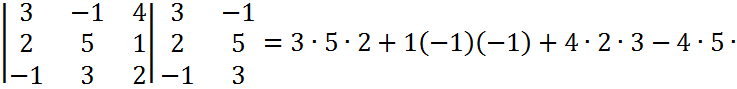 | 3 −1 4 | 3 −1
| 2 5 1 | 2 5 = 3 · 5 · 2 + 1(−1)(−1) + 4 · 2 · 3 − 4 · 5 ·
| −1 3 2 | −1 3